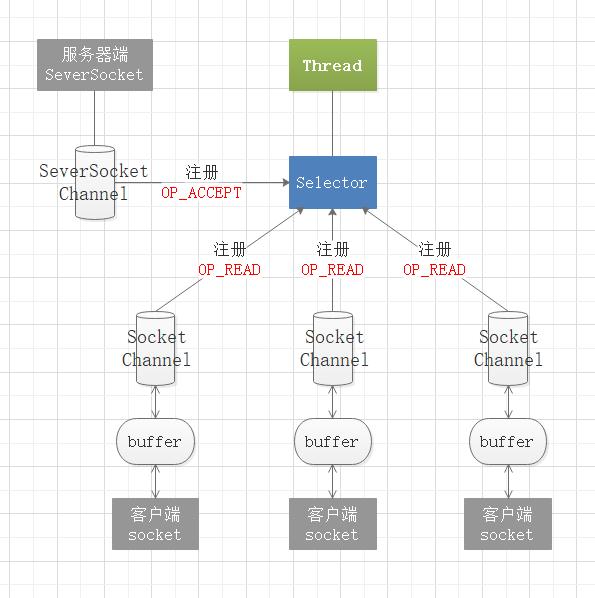 服务器端
SeverSocket
Thread
SeverSocket
Channel
注册
OP_ACCEPT
Selector
注册
OP_READ
注册
OP_READ
注册
OP_READ
Socket
Channel
Socket
Channel
Socket
Channel
buffer
buffer
buffer
客户端
socket
客户端
socket
客户端
socket